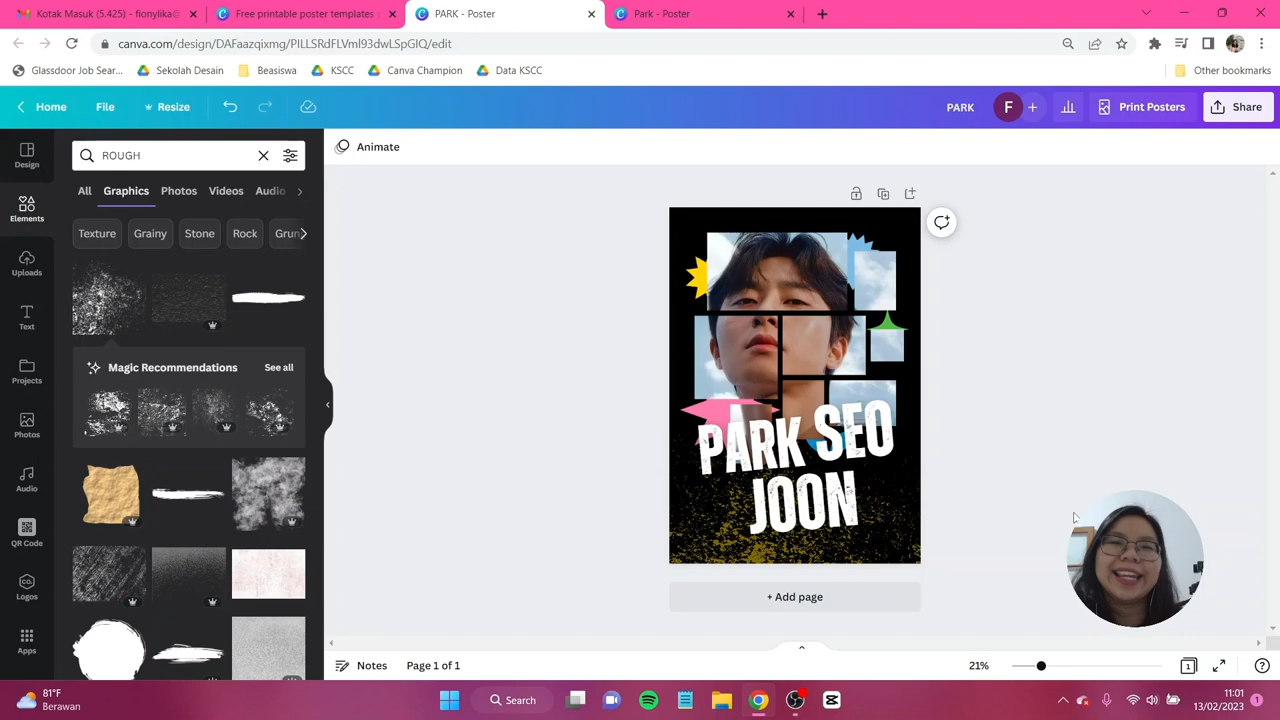 Kotak Masuk (5.425) - fionylika@
Free printable poster templates y
PARK - Poster
Park - Poster
canva.com/design/DAFaazqixmg/PILLSRdFLVml93dwLSpGIQ/edit
Glassdoor Job Sear...
Sekolah Desain
Beasiswa
KSCC
Canva Champion
Data KSCC
Other bookmarks
Home
File
Resize
PARK
F
Print Posters
Share
Design
Elements
Uploads
Text
Projects
Photos
Audio
QR Code
Logos
Apps
ROUGH
All
Graphics
Photos
Videos
Audio
Texture
Grainy
Stone
Rock
Grun
Magic Recommendations
See all
CO.
Animate
PARK SEO
JOON
+ Add page
Notes
Page 1 of 1
21%
1
81°F
Berawan
Search
11:01
13/02/2023
1